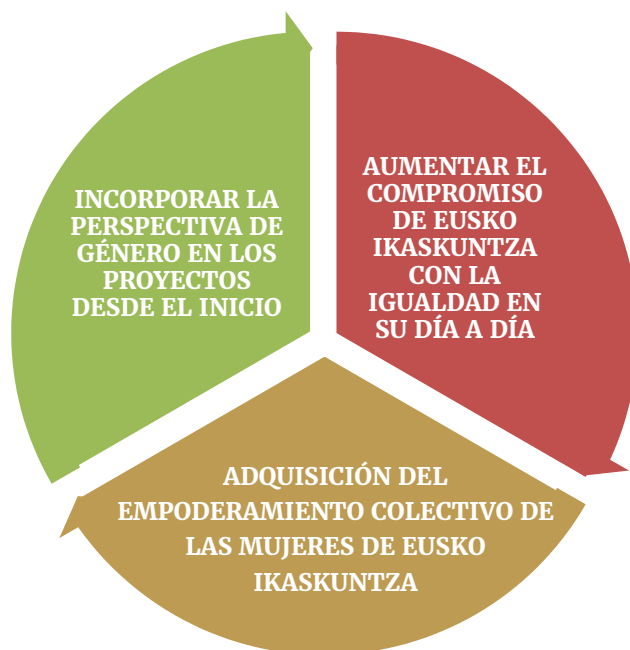 INCORPORAR LA
PERSPECTIVA DE
GÉNERO EN LOS
PROYECTOS
DESDE EL INICIO
AUMENTAR EL
COMPROMISO
DE EUSKO
IKASKUNTZA
CON LA
IGUALDAD EN
SU DÍA A DÍA
ADQUISICIÓN DEL
EMPODERAMIENTO COLECTIVO DE
LAS MUJERES DE EUSKO
IKASKUNTZA